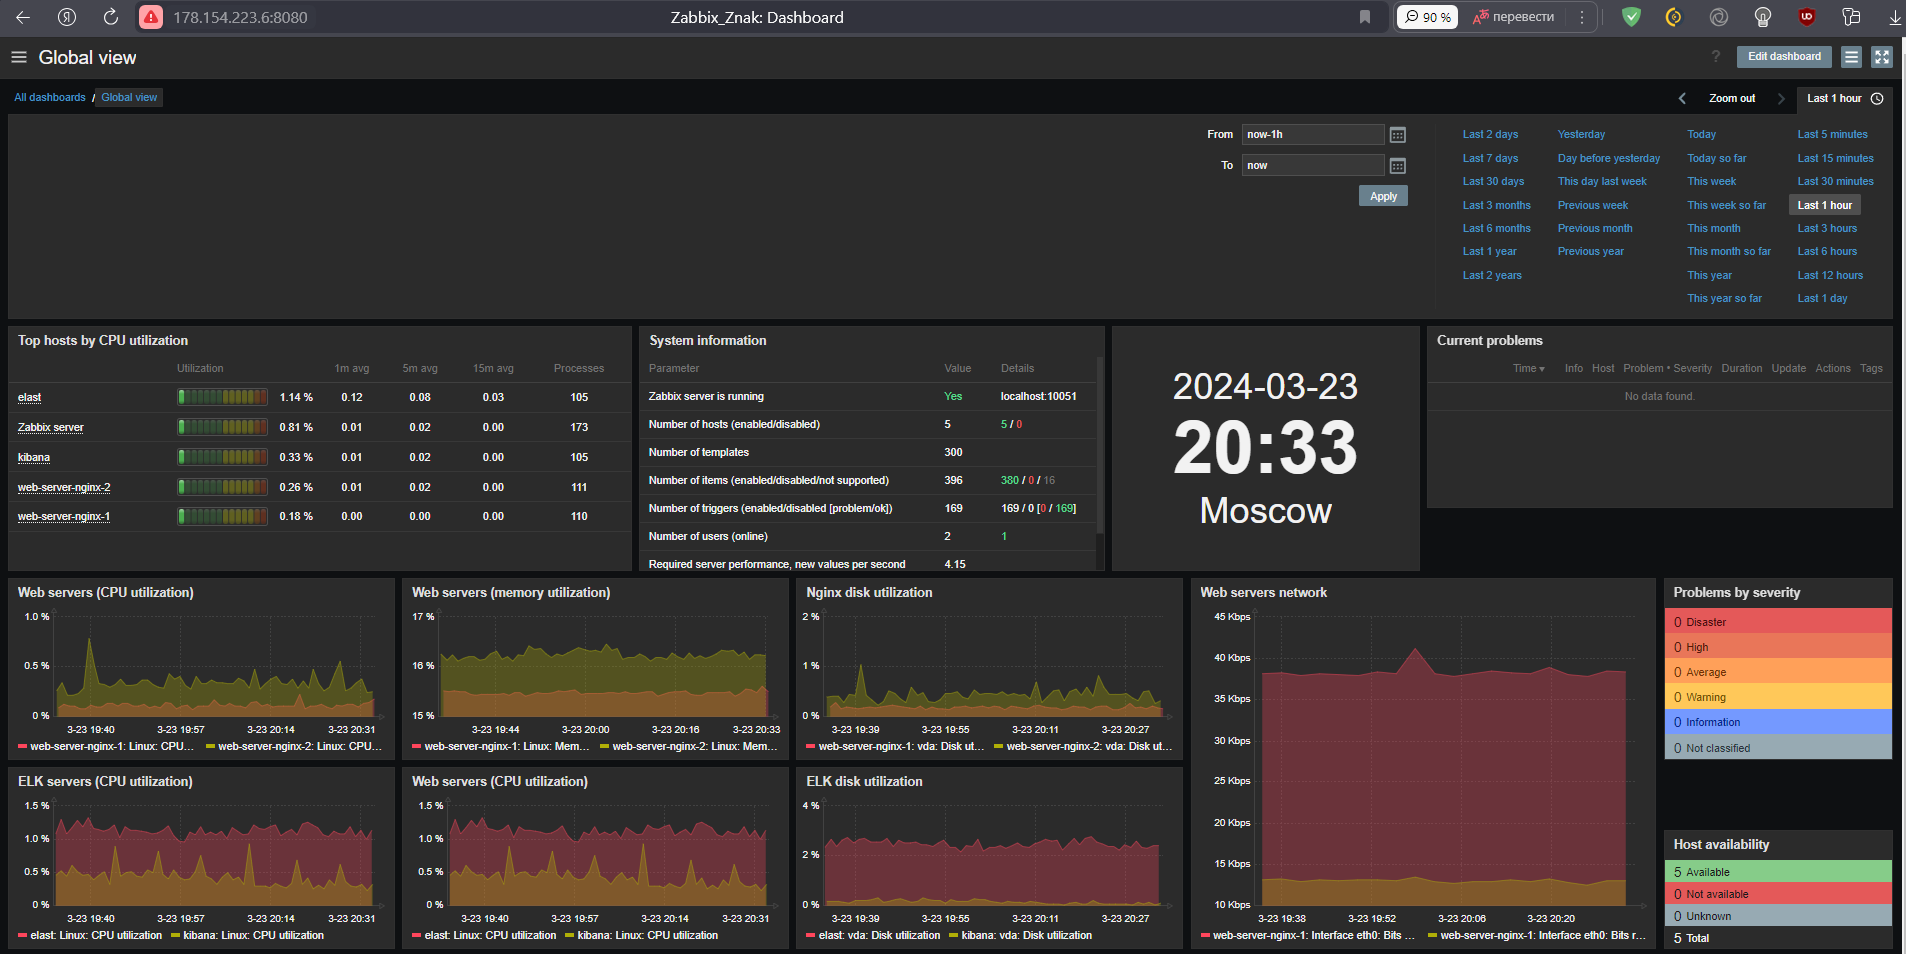 178.154.223.6:8080
Zabbix_Znak: Dashboard
90 %
перевести
Global view
?
Edit dashboard
All dashboards / Global view
Zoom out
Last 1 hour
From now-1h
To now
Apply
Last 2 days Yesterday Today Last 5 minutes
Last 7 days Day before yesterday Today so far Last 15 minutes
Last 30 days This day last week This week Last 30 minutes
Last 3 months Previous week This week so far Last 1 hour
Last 6 months Previous month This month Last 3 hours
Last 1 year Previous year This month so far Last 6 hours
Last 2 years This year Last 12 hours
This year so far Last 1 day
Top hosts by CPU utilization
Utilization 1m avg 5m avg 15m avg Processes
elast 1.14 % 0.12 0.08 0.03 105
Zabbix server 0.81 % 0.01 0.02 0.00 173
kibana 0.33 % 0.01 0.02 0.00 105
web-server-nginx-2 0.26 % 0.01 0.02 0.00 111
web-server-nginx-1 0.18 % 0.00 0.00 0.00 110
System information
Parameter Value Details
Zabbix server is running Yes localhost:10051
Number of hosts (enabled/disabled) 5 5 / 0
Number of templates 300
Number of items (enabled/disabled/not supported) 396 380 / 0 / 16
Number of triggers (enabled/disabled [problem/ok]) 169 169 / 0 [0 / 169]
Number of users (online) 2 1
Required server performance, new values per second 4.15
2024-03-23
20:33
Moscow
Current problems
Time Info Host Problem • Severity Duration Update Actions Tags
No data found.
Web servers (CPU utilization)
1.0 %
0.5 %
0 %
3-23 19:40 3-23 19:57 3-23 20:14 3-23 20:31
web-server-nginx-1: Linux: CPU... web-server-nginx-2: Linux: CPU...
Web servers (memory utilization)
17 %
16 %
15 %
3-23 19:44 3-23 20:00 3-23 20:16 3-23 20:33
web-server-nginx-1: Linux: Mem... web-server-nginx-2: Linux: Mem...
Nginx disk utilization
2 %
1 %
0 %
3-23 19:39 3-23 19:55 3-23 20:11 3-23 20:27
web-server-nginx-1: vda: Disk ut... web-server-nginx-2: vda: Disk ut...
Web servers network
45 Kbps
40 Kbps
35 Kbps
30 Kbps
25 Kbps
20 Kbps
15 Kbps
10 Kbps
3-23 19:38 3-23 19:52 3-23 20:06 3-23 20:20
web-server-nginx-1: Interface eth0: Bits ... web-server-nginx-1: Interface eth0: Bits r...
Problems by severity
0 Disaster
0 High
0 Average
0 Warning
0 Information
0 Not classified
ELK servers (CPU utilization)
1.5 %
1.0 %
0.5 %
0 %
3-23 19:40 3-23 19:57 3-23 20:14 3-23 20:31
elast: Linux: CPU utilization kibana: Linux: CPU utilization
Web servers (CPU utilization)
1.5 %
1.0 %
0.5 %
0 %
3-23 19:40 3-23 19:57 3-23 20:14 3-23 20:31
elast: Linux: CPU utilization kibana: Linux: CPU utilization
ELK disk utilization
4 %
2 %
0 %
3-23 19:39 3-23 19:55 3-23 20:11 3-23 20:27
elast: vda: Disk utilization kibana: vda: Disk utilization
Host availability
5 Available
0 Not available
0 Unknown
5 Total